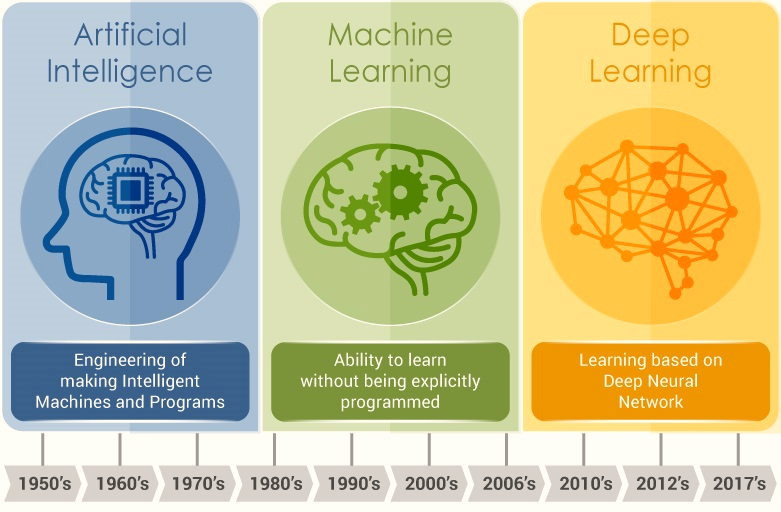 Artificial
Intelligence
Machine
Learning
Deep
Learning
Engineering of
making Intelligent
Machines and Programs
Ability to learn
without being explicitly
programmed
Learning based on
Deep Neural
Network
1950's 1960's 1970's 1980's 1990's 2000's 2006's 2010's 2012's 2017's